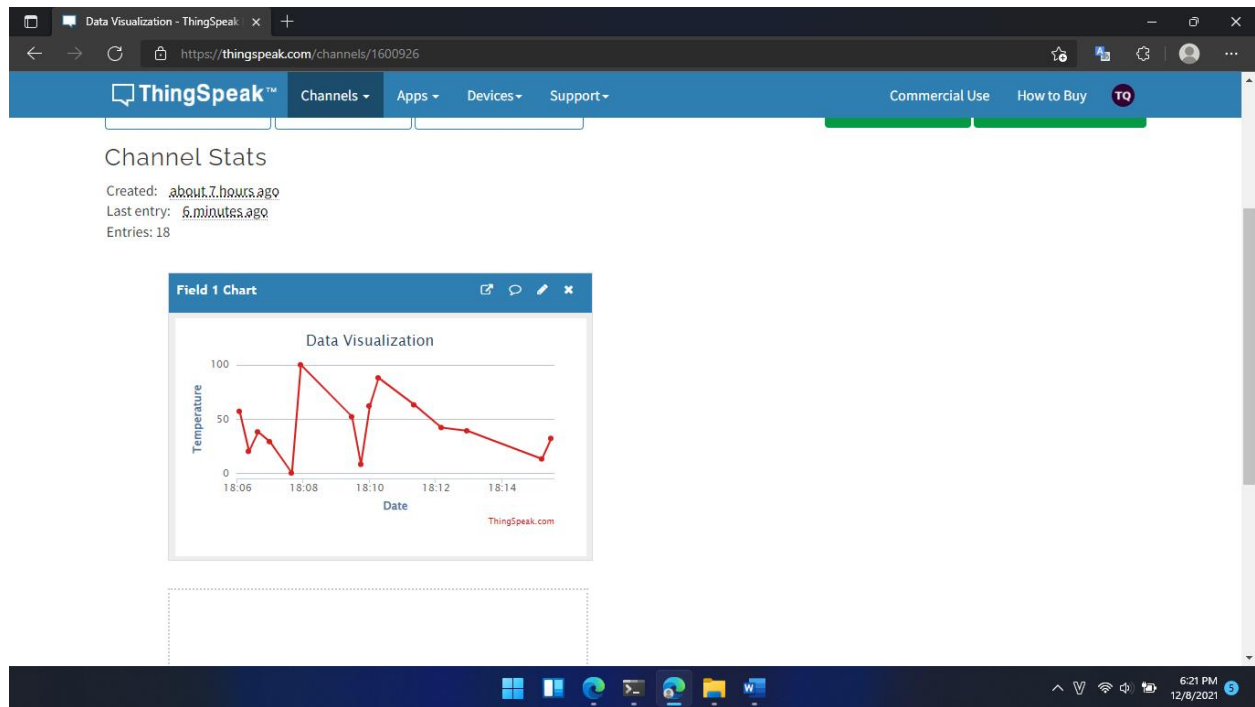 Data Visualization - ThingSpeak
https://thingspeak.com/channels/1600926
ThingSpeak™ Channels Apps Devices Support Commercial Use How to Buy TQ
Channel Stats
Created: about 7 hours ago
Last entry: 6 minutes ago
Entries: 18
Field 1 Chart
Data Visualization
100
50
0
Temperature
18:06 18:08 18:10 18:12 18:14
Date
ThingSpeak.com
6:21 PM
12/8/2021
5